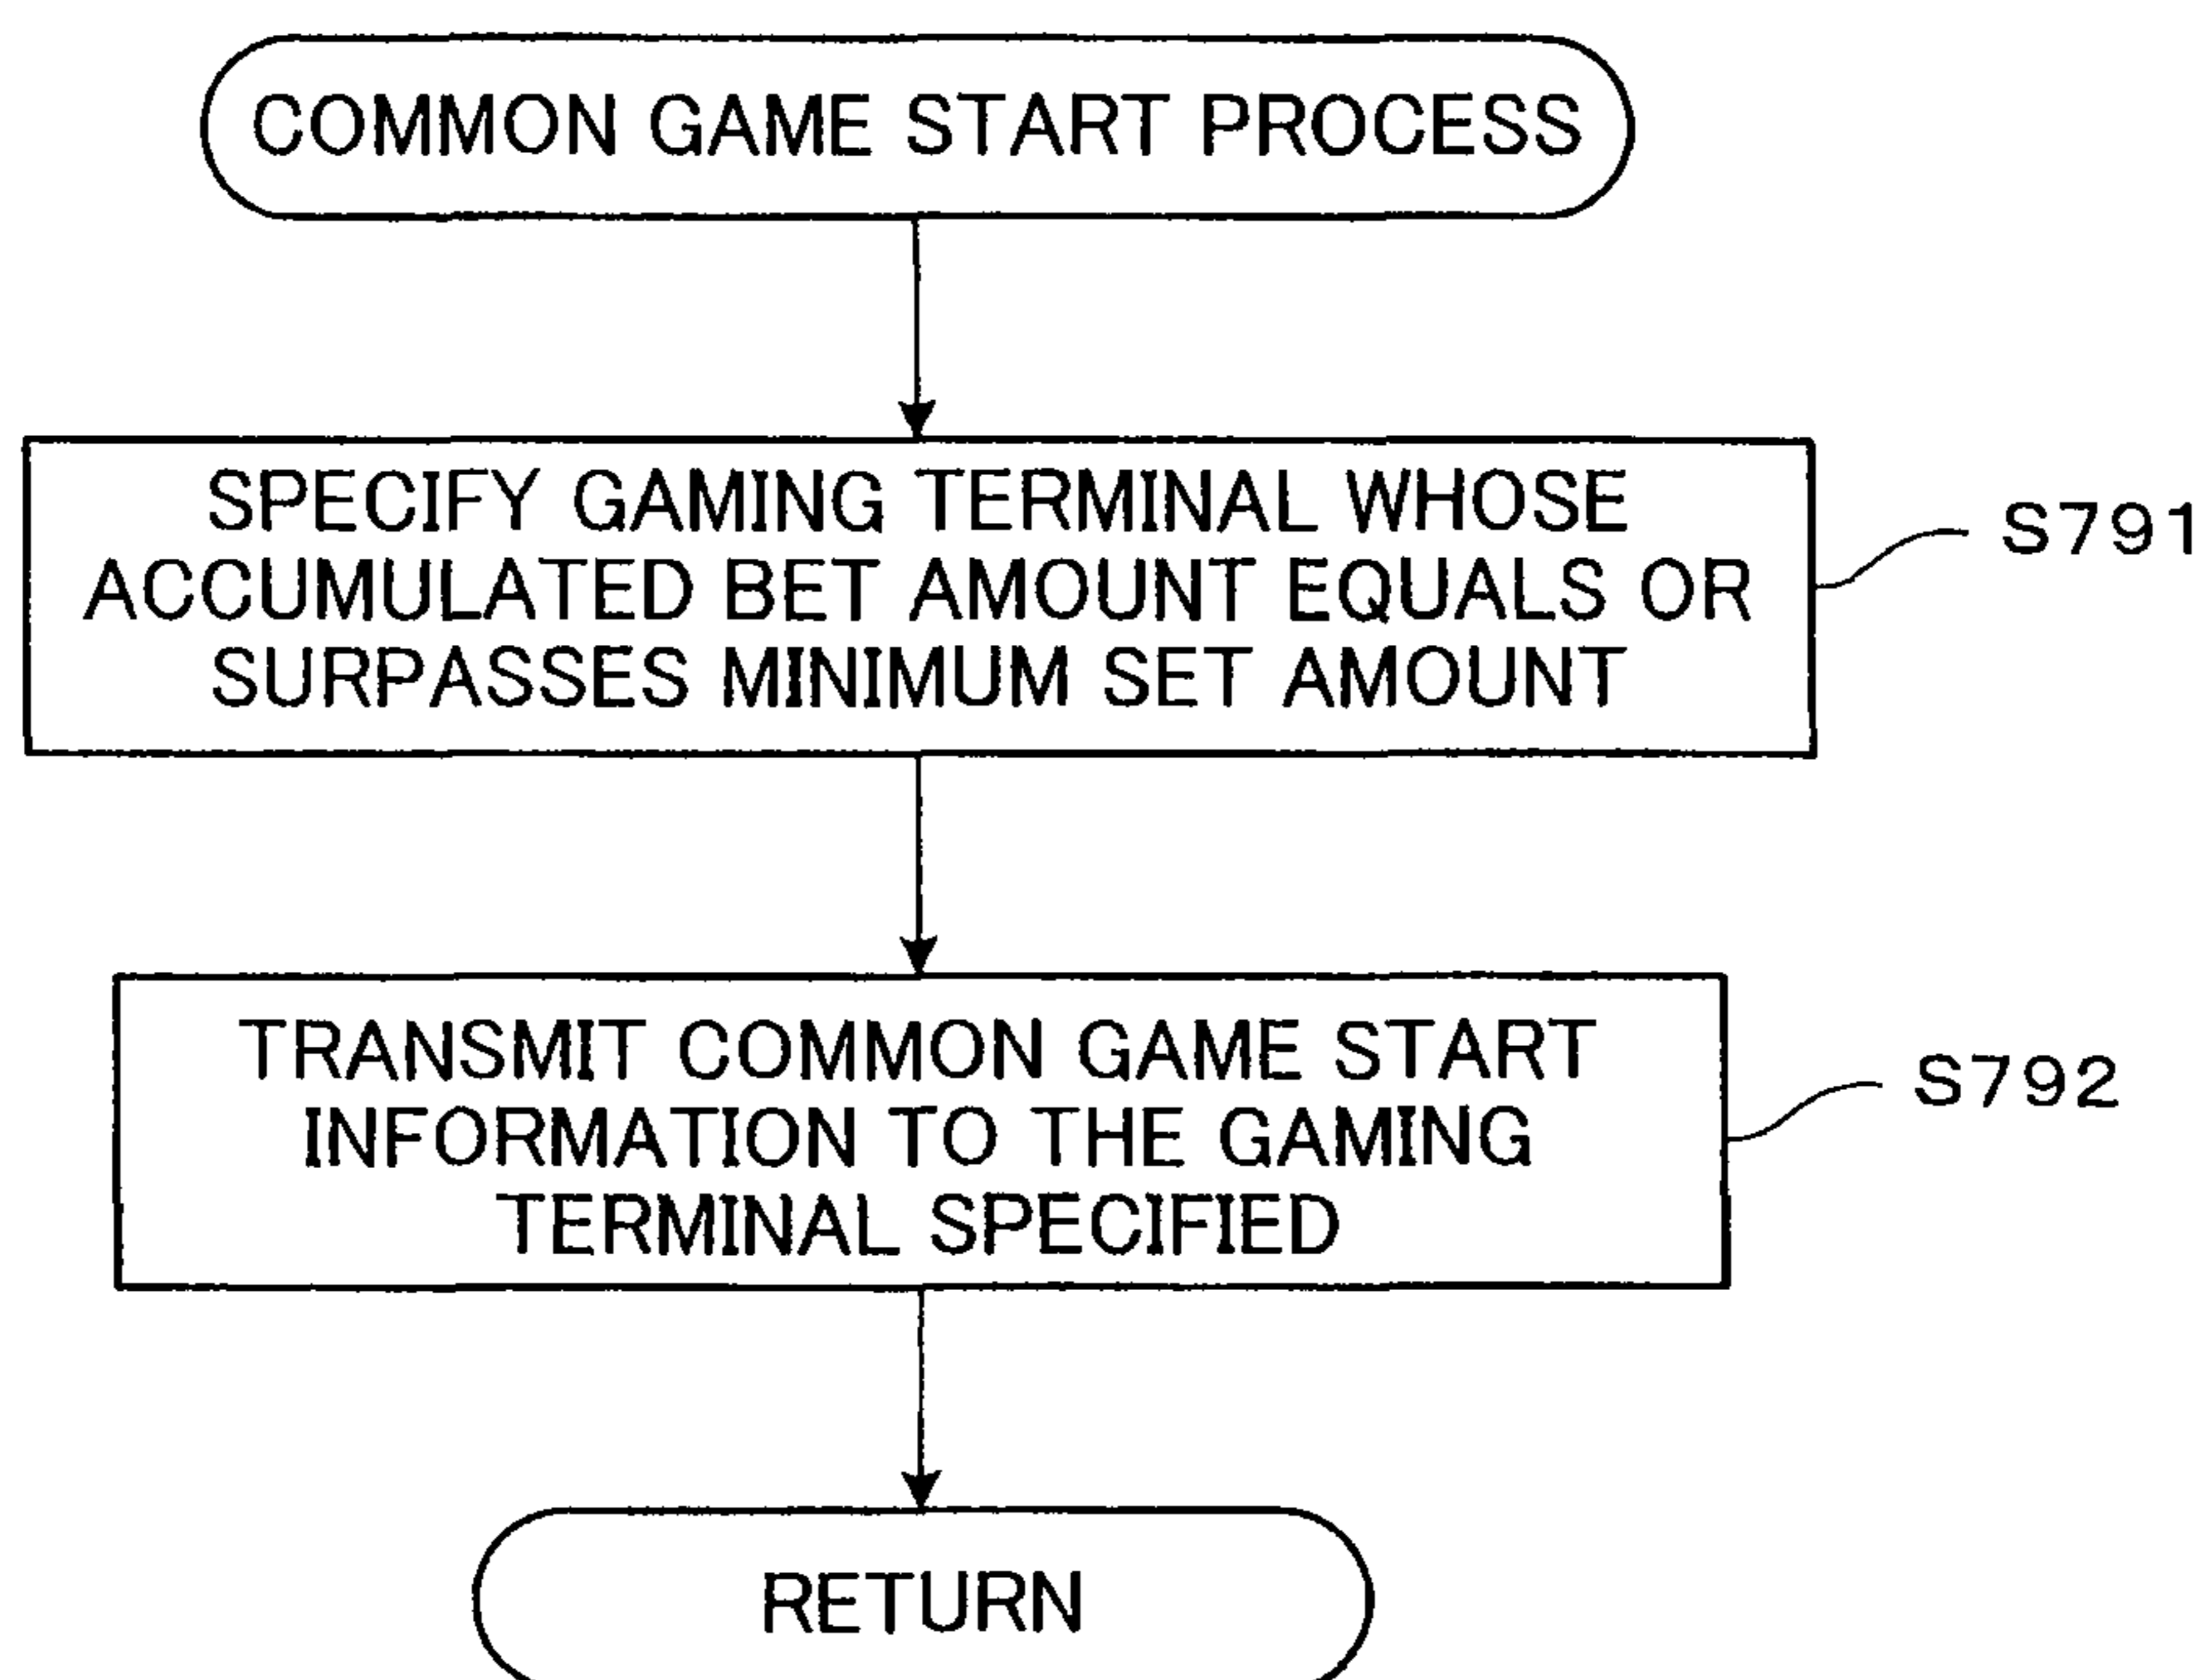 COMMON GAME START PROCESS
SPECIFY GAMING TERMINAL WHOSE
ACCUMULATED BET AMOUNT EQUALS OR
SURPASSES MINIMUM SET AMOUNT
S791
TRANSMIT COMMON GAME START
INFORMATION TO THE GAMING
TERMINAL SPECIFIED
S792
RETURN